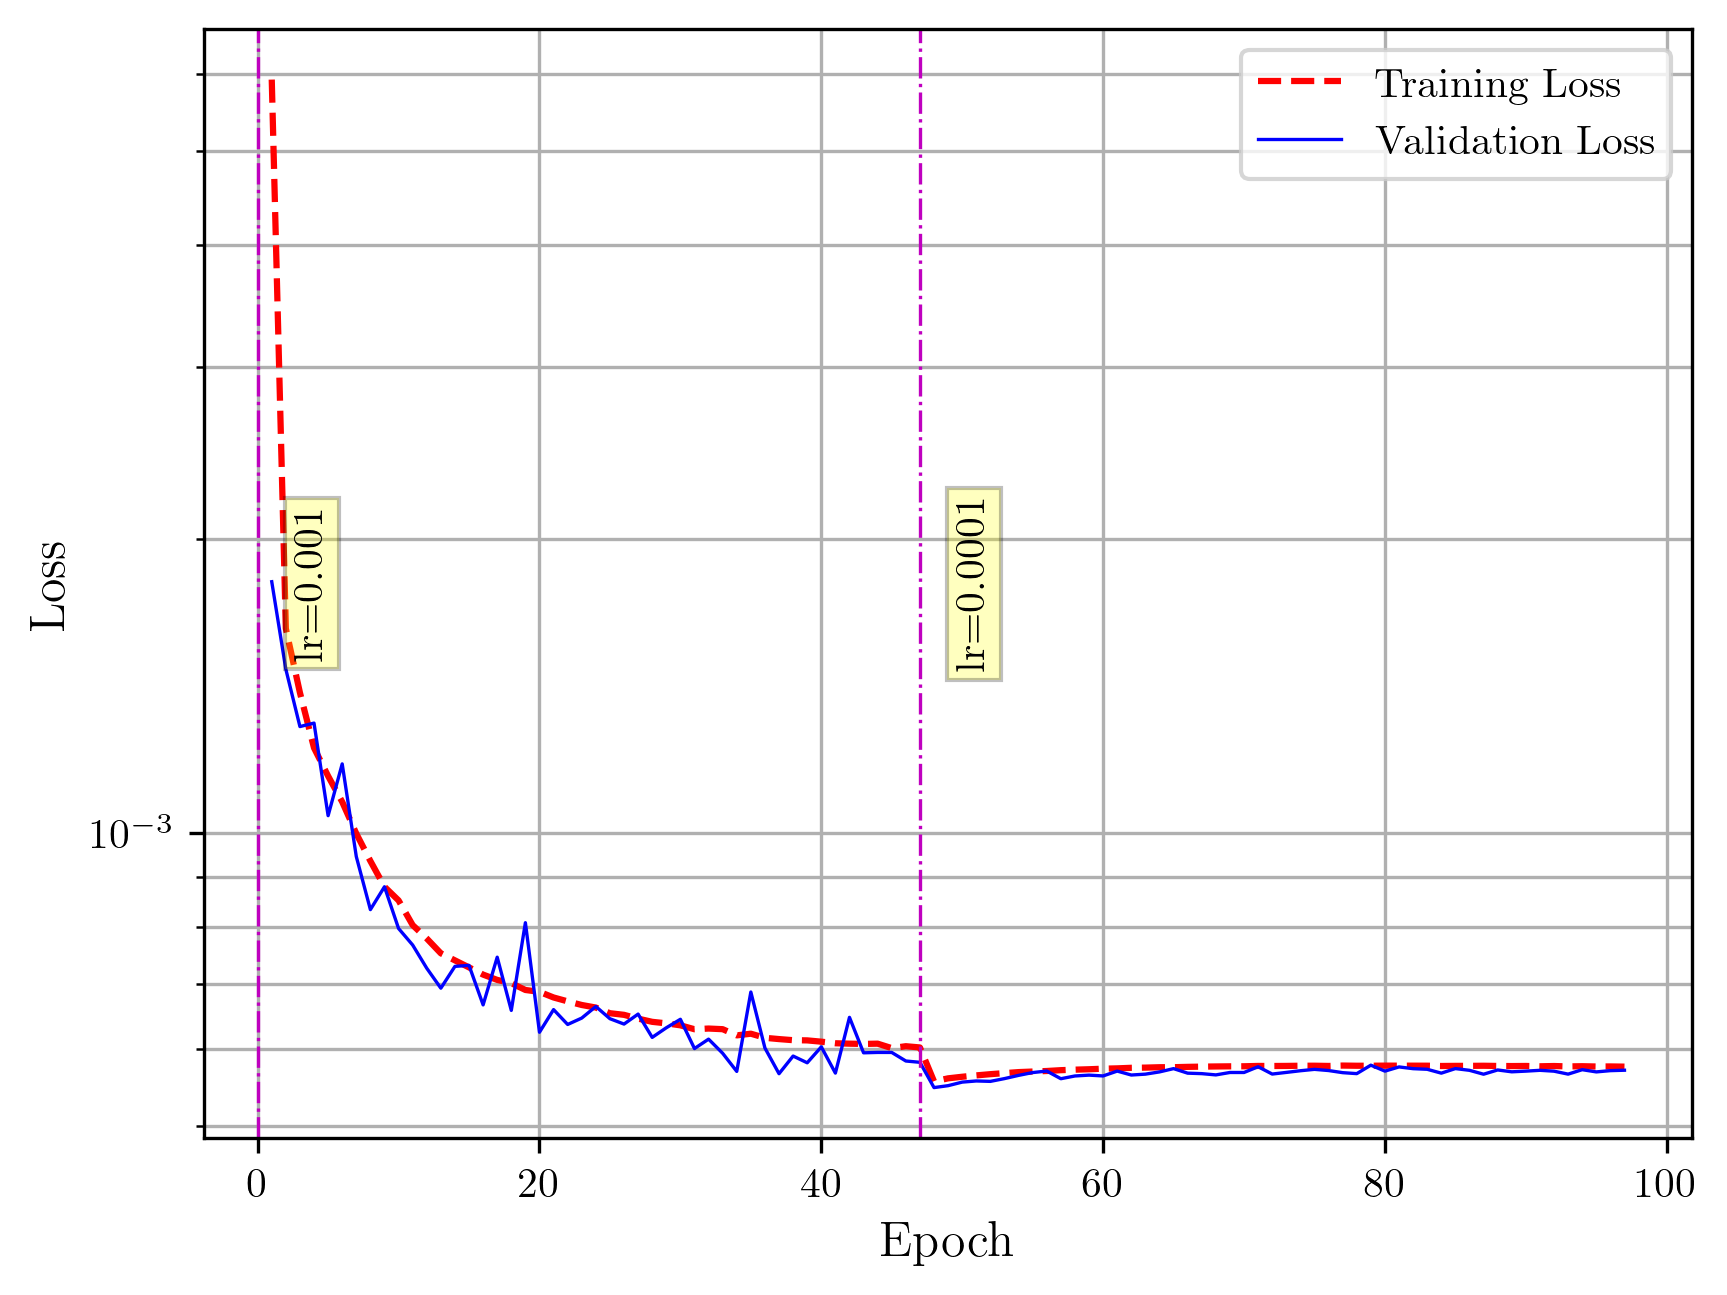 Training Loss
Validation Loss
Loss
lr=0.001
lr=0.0001
10⁻³
0 20 40 60 80 100
Epoch